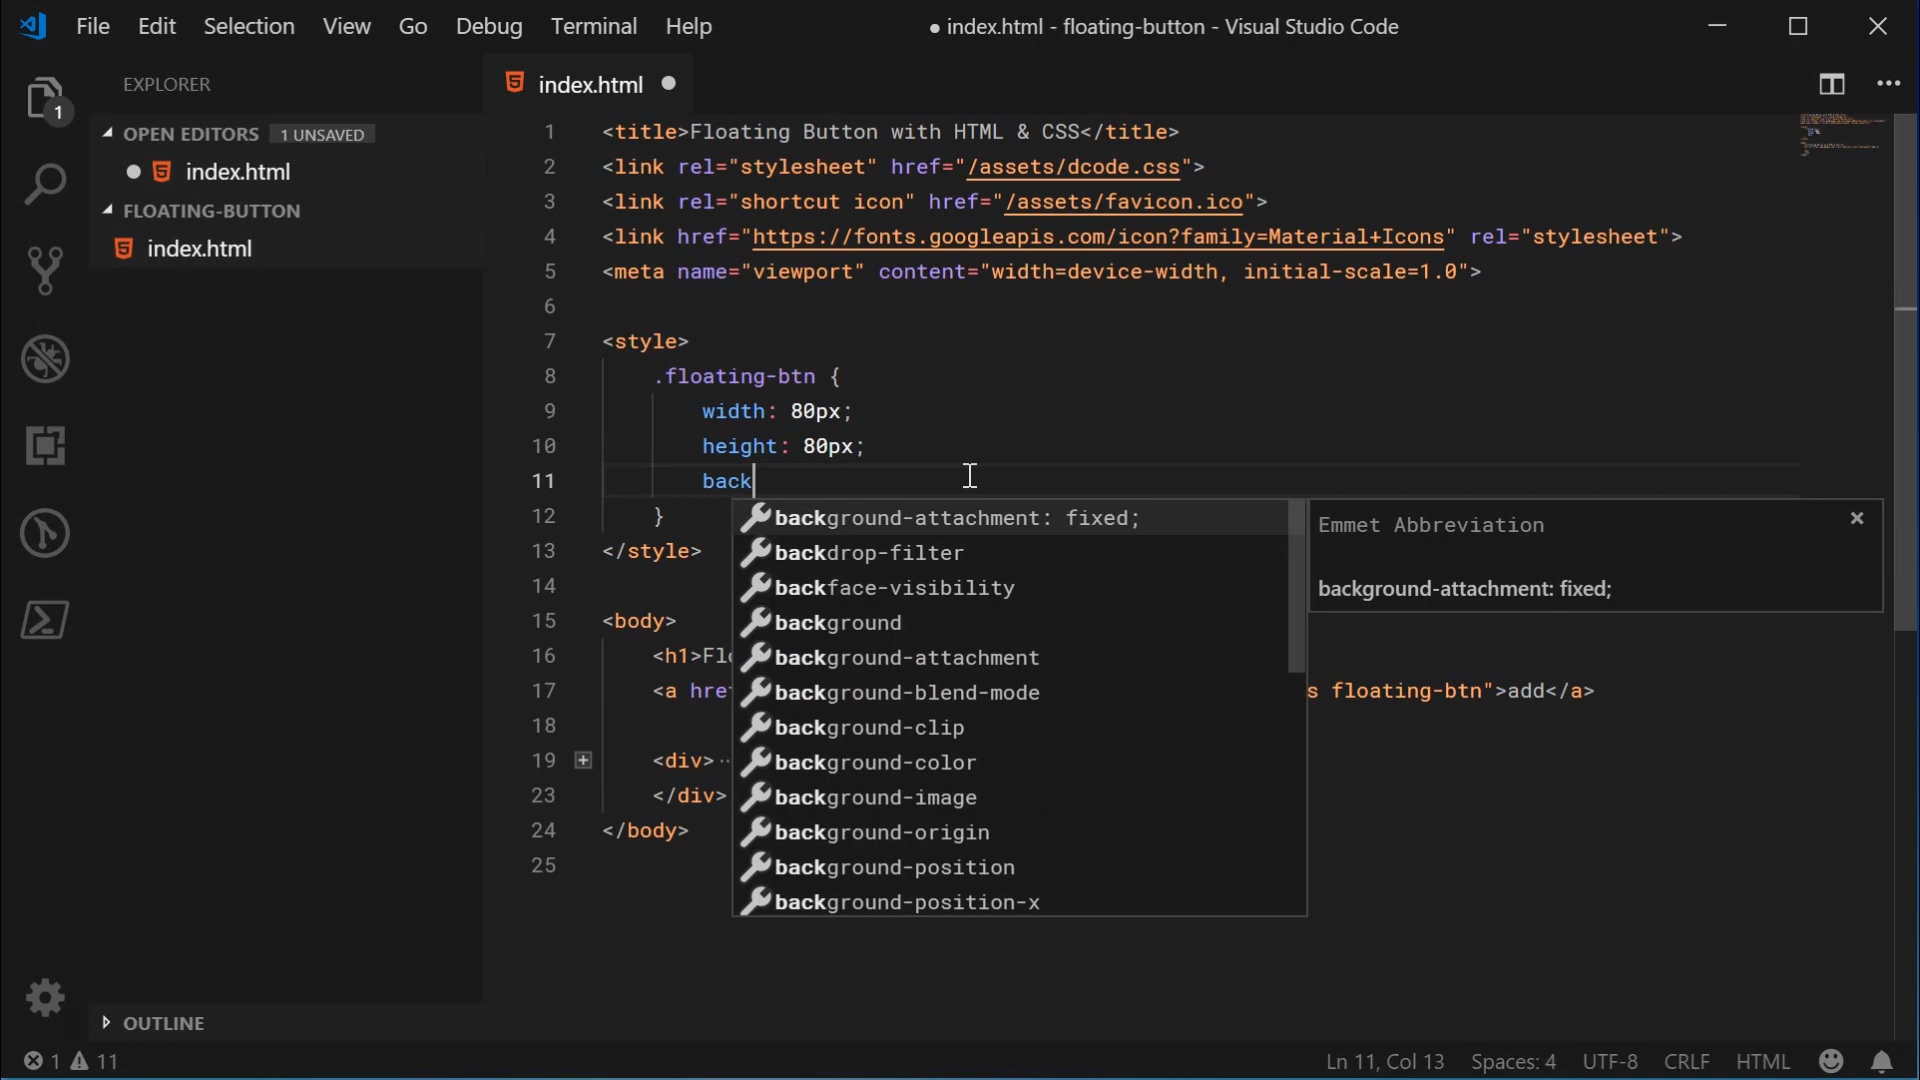 File Edit Selection View Go Debug Terminal Help
● index.html - floating-button - Visual Studio Code
EXPLORER
OPEN EDITORS 1 UNSAVED
index.html
FLOATING-BUTTON
index.html
OUTLINE
1
index.html
1 <title>Floating Button with HTML & CSS</title>
2 <link rel="stylesheet" href="/assets/dcode.css">
3 <link rel="shortcut icon" href="/assets/favicon.ico">
4 <link href="https://fonts.googleapis.com/icon?family=Material+Icons" rel="stylesheet">
5 <meta name="viewport" content="width=device-width, initial-scale=1.0">
6
7 <style>
8 .floating-btn {
9 width: 80px;
10 height: 80px;
11 back
12 }
13 </style>
14
15 <body>
16 <h1>Flo
17 <a href s floating-btn">add</a>
18
19 <div>··
23 </div>
24 </body>
25
background-attachment: fixed;
backdrop-filter
backface-visibility
background
background-attachment
background-blend-mode
background-clip
background-color
background-image
background-origin
background-position
background-position-x
Emmet Abbreviation
background-attachment: fixed;
1 11
Ln 11, Col 13 Spaces: 4 UTF-8 CRLF HTML